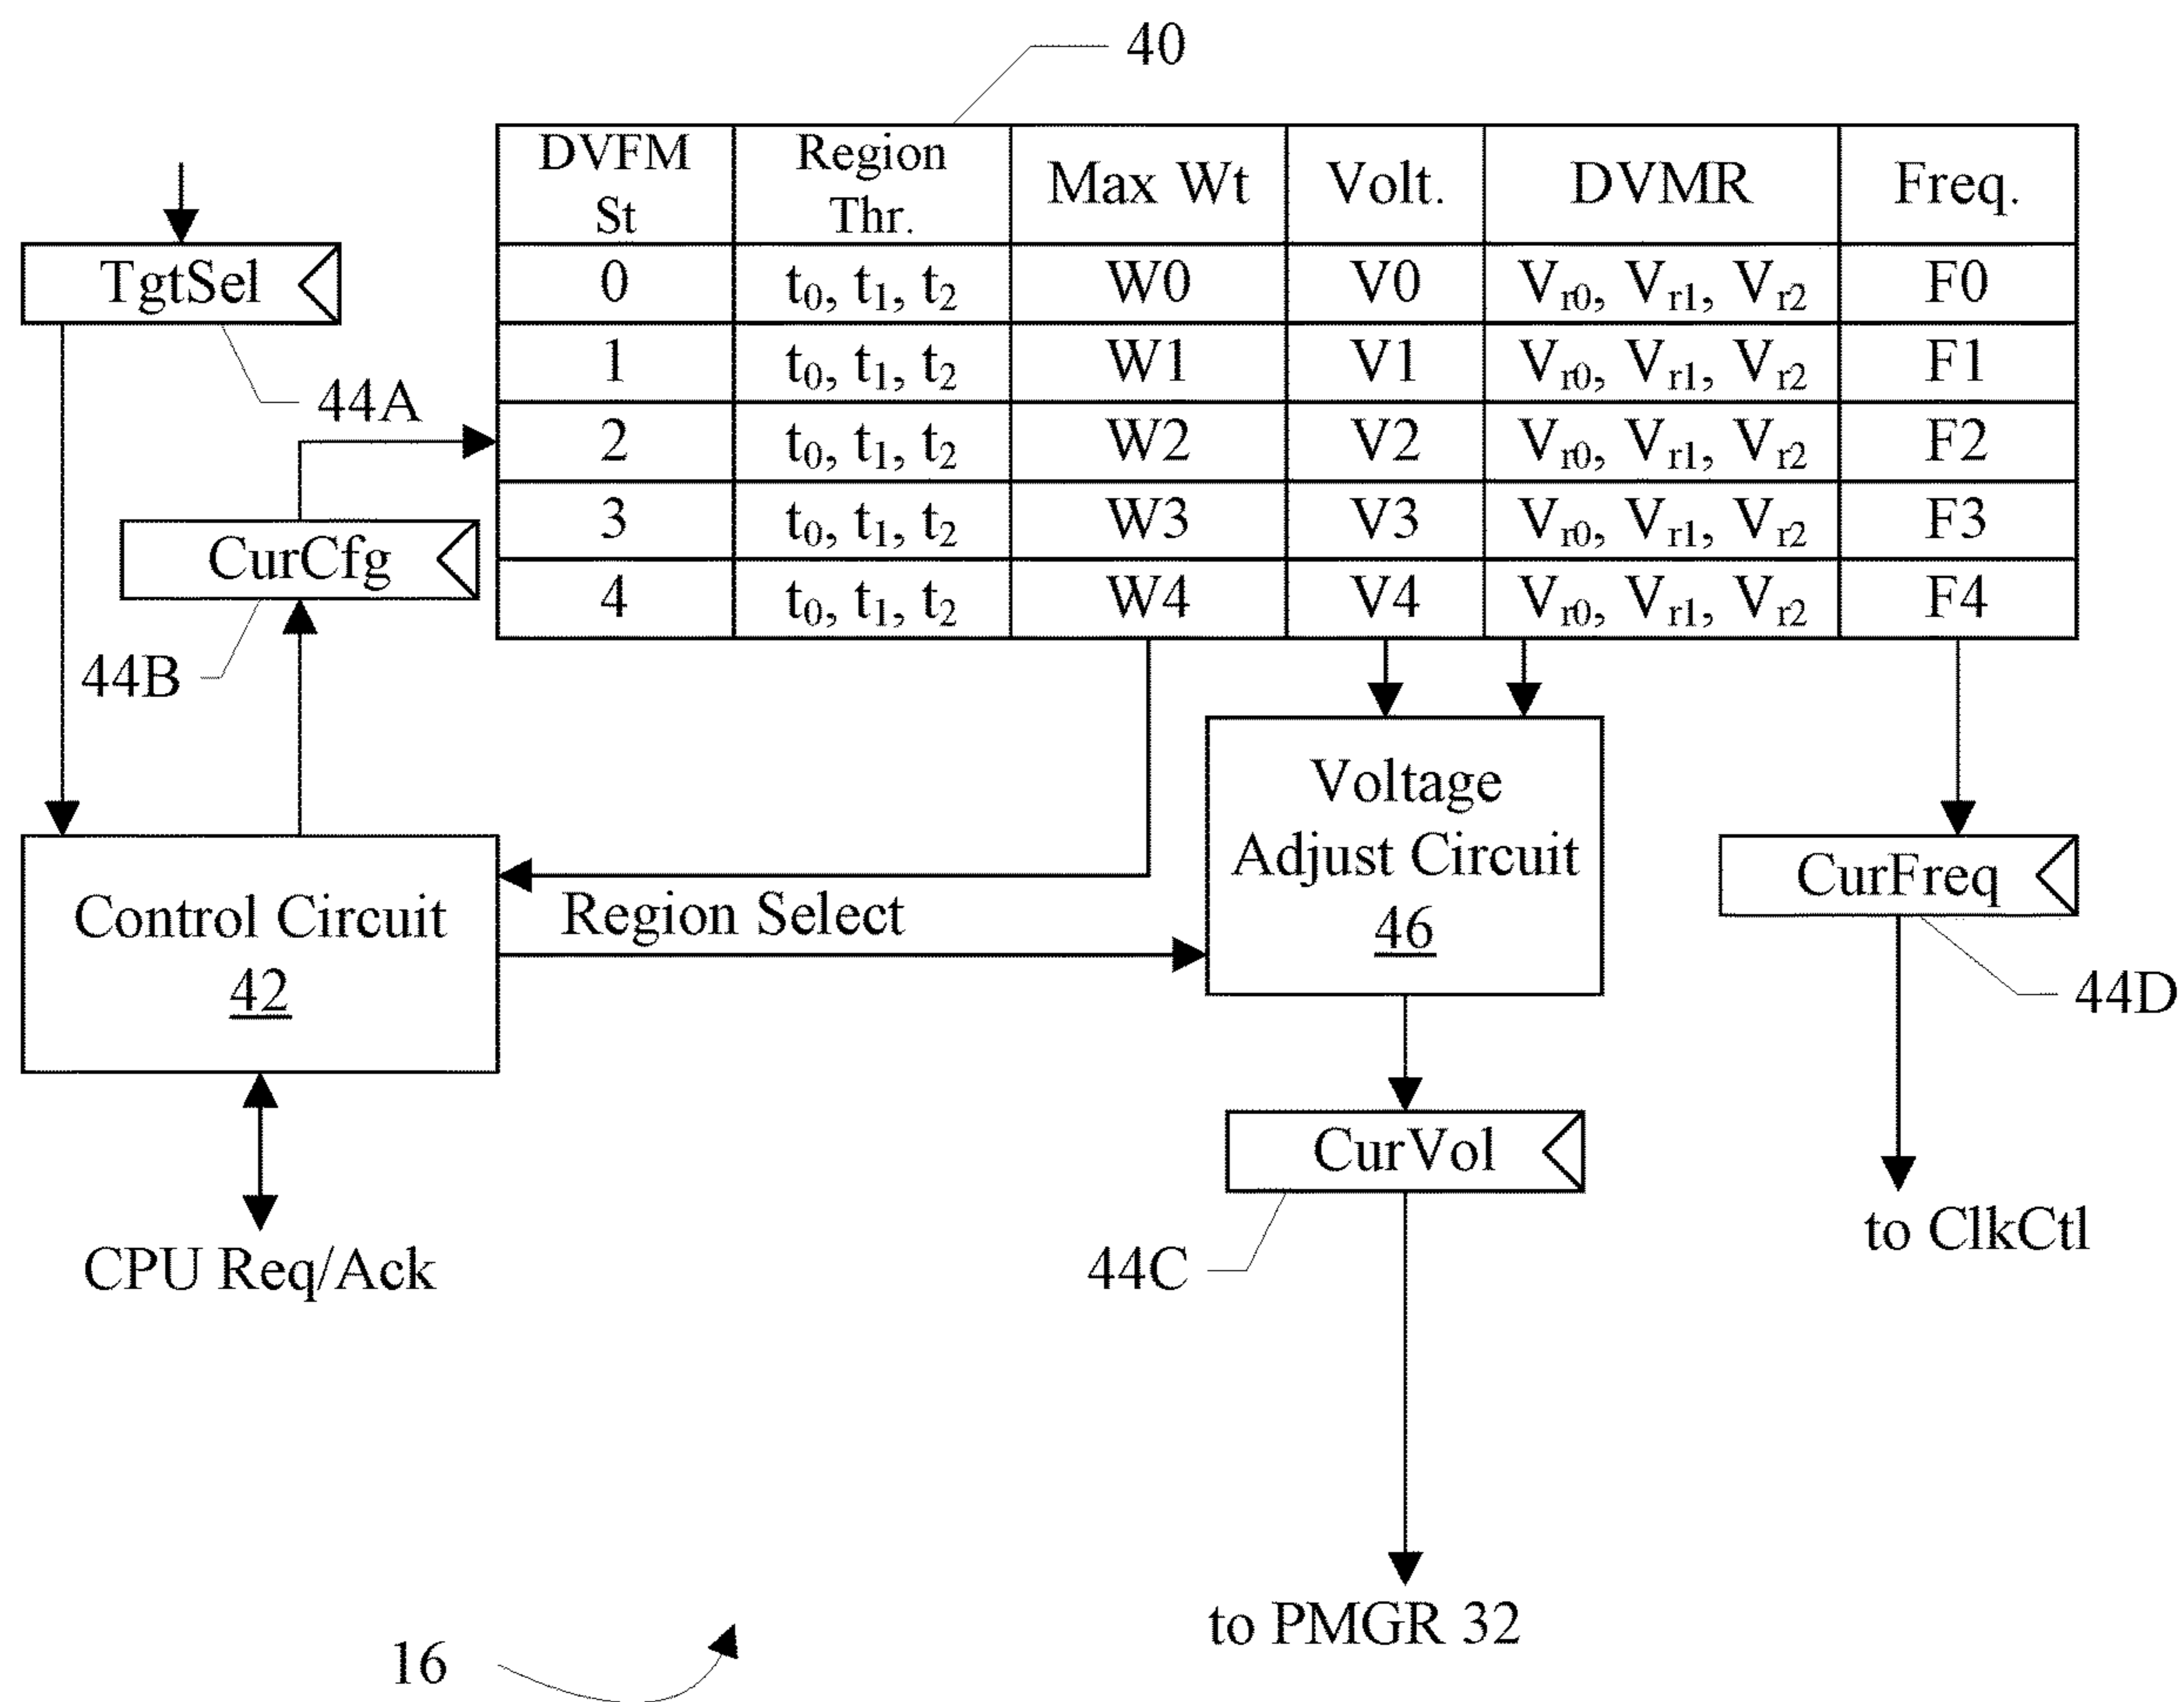 40
DVFM St Region Thr. Max Wt Volt. DVMR Freq.
0 t₀, t₁, t₂ W0 V0 Vr0, Vr1, Vr2 F0
1 t₀, t₁, t₂ W1 V1 Vr0, Vr1, Vr2 F1
2 t₀, t₁, t₂ W2 V2 Vr0, Vr1, Vr2 F2
3 t₀, t₁, t₂ W3 V3 Vr0, Vr1, Vr2 F3
4 t₀, t₁, t₂ W4 V4 Vr0, Vr1, Vr2 F4
TgtSel
44A
CurCfg
44B
Control Circuit
42
Region Select
Voltage
Adjust Circuit
46
CurFreq
44D
CPU Req/Ack
CurVol
44C
to ClkCtl
to PMGR 32
16